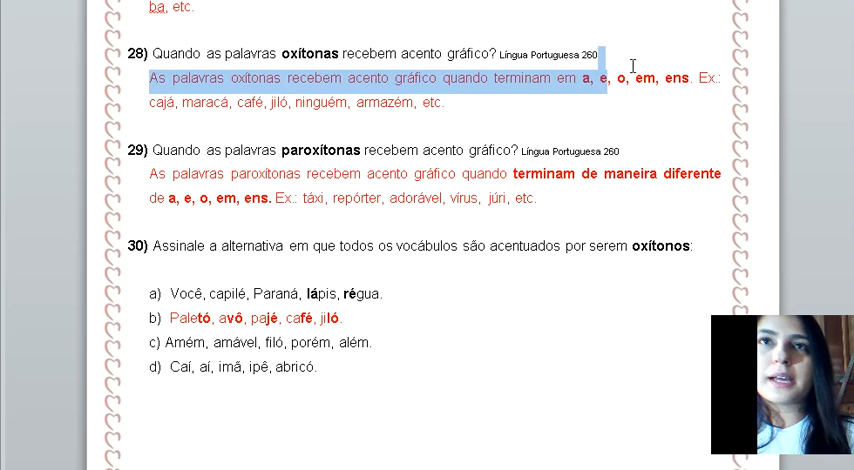 ba, etc.
28) Quando as palavras oxítonas recebem acento gráfico? Língua Portuguesa 260
As palavras oxítonas recebem acento gráfico quando terminam em a, e, o, em, ens. Ex.:
cajá, maracá, café, jiló, ninguém, armazém, etc.
29) Quando as palavras paroxítonas recebem acento gráfico? Língua Portuguesa 260
As palavras paroxítonas recebem acento gráfico quando terminam de maneira diferente
de a, e, o, em, ens. Ex.: táxi, repórter, adorável, vírus, júri, etc.
30) Assinale a alternativa em que todos os vocábulos são acentuados por serem oxítonos:
a) Você, capilé, Paraná, lápis, régua.
b) Paletó, avô, pajé, café, jiló.
c) Amém, amável, filó, porém, além.
d) Caí, aí, imã, ipê, abricó.